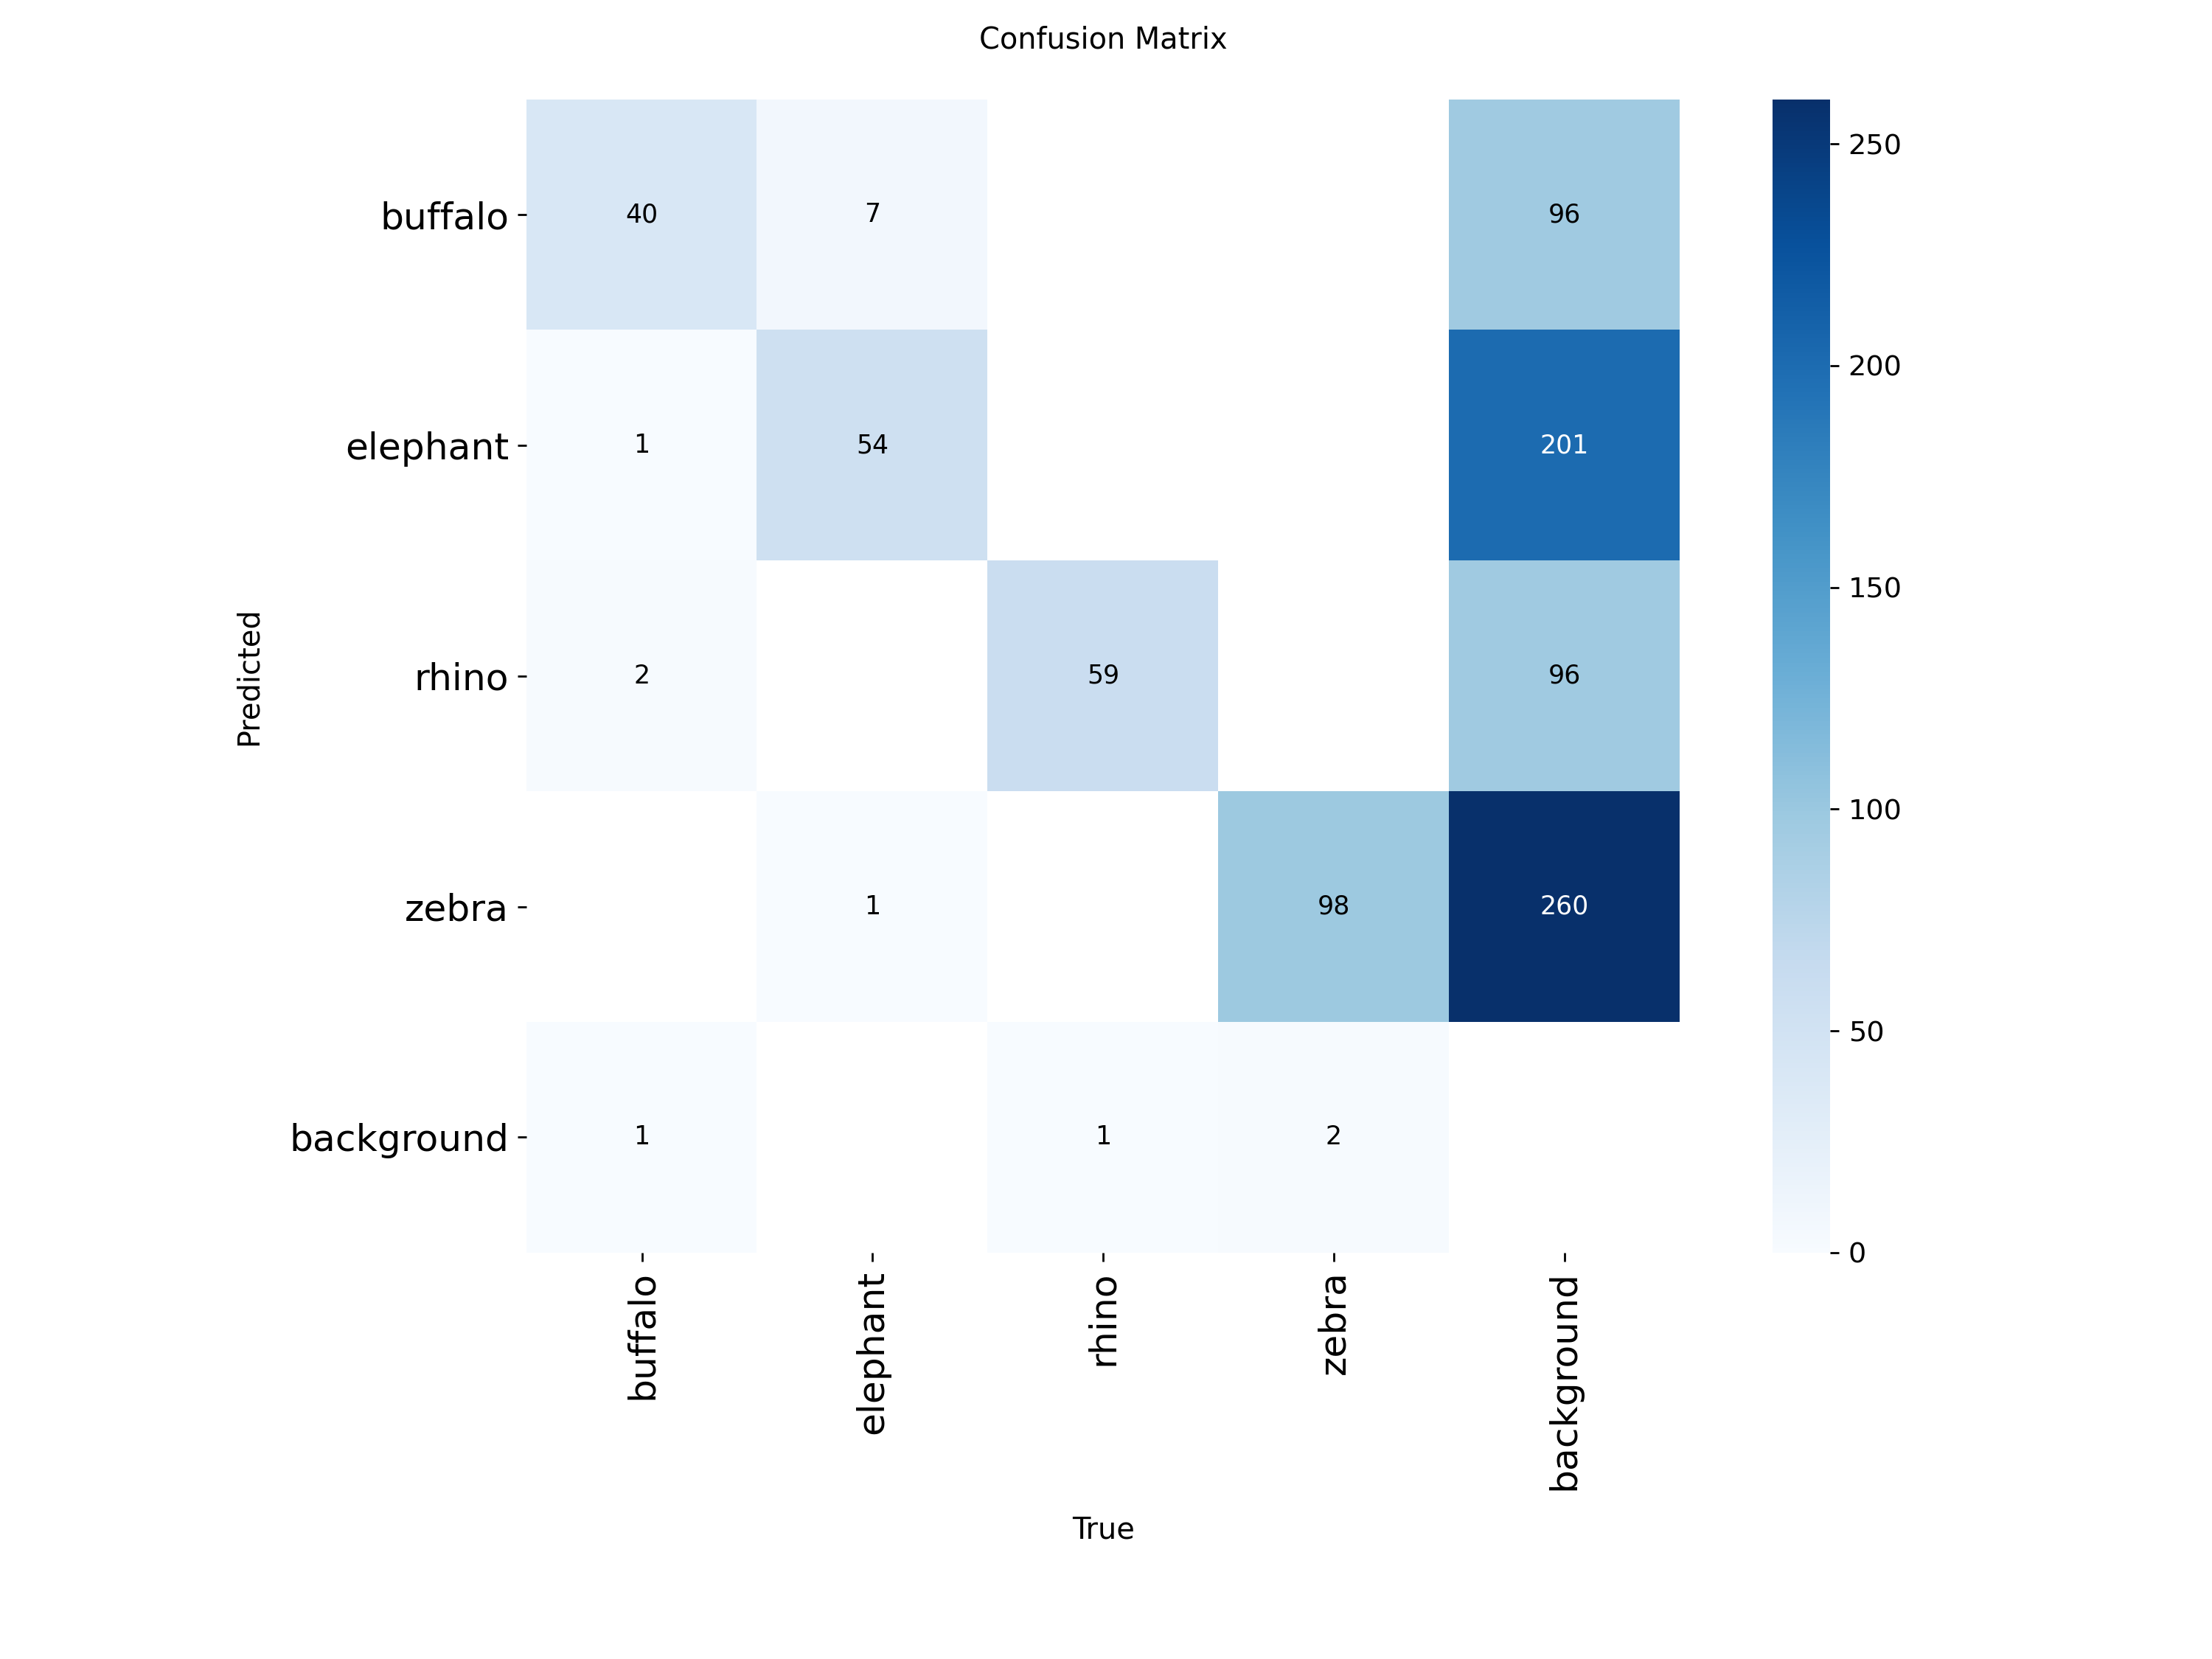 Confusion Matrix
buffalo 40 7 96
elephant 1 54 201
rhino 2 59 96
zebra 1 98 260
background 1 1 2
buffalo elephant rhino zebra background
Predicted
True
250
200
150
100
50
0